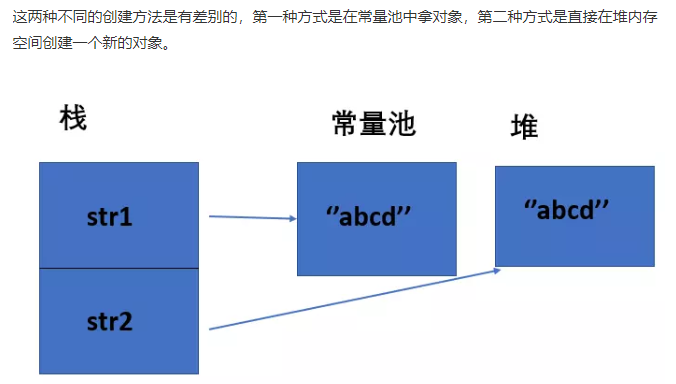 这两种不同的创建方法是有差别的，第一种方式是在常量池中拿对象，第二种方式是直接在堆内存
空间创建一个新的对象。
栈
常量池
堆
str1
‘’abcd’’
‘’abcd’’
str2